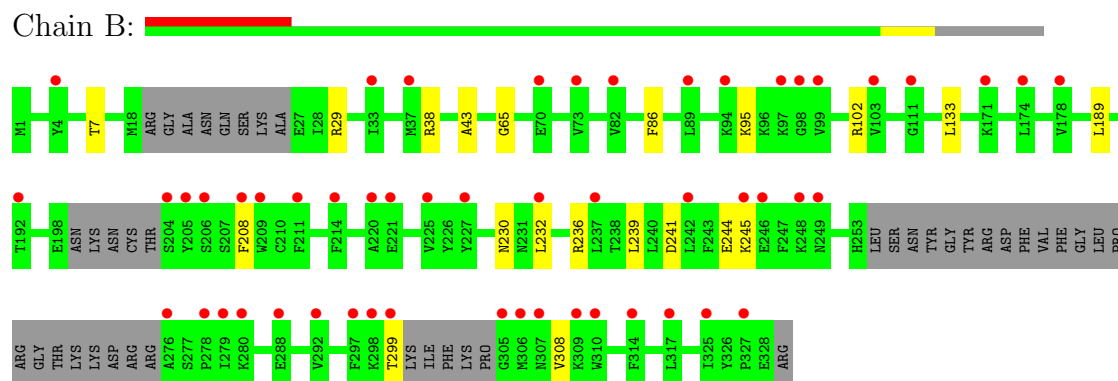 Chain B:
M1 Y4 T7 M18 ARG GLY ALA ASN GLN SER LYS ALA E27 I28 R29 I33 M37 R38 A43 G65 E70 V73 V82 F86 L89 K94 K95 K96 K97 G98 V99 R102 V103 G111 L133 K171 L174 V178 L189
T192 E198 ASN LYS ASN CYS THR S204 Y205 S206 S207 F208 W209 C210 F211 F214 A220 E221 V225 Y226 Y227 N230 N231 L232 R236 L237 T238 L239 L240 D241 L242 F243 E244 K245 E246 F247 K248 N249 H253 LEU SER ASN TYR GLY TYR ARG ASP PHE VAL PHE GLY LEU PRO
ARG GLY THR LYS LYS ASP ARG ARG A276 S277 P278 I279 K280 E288 V292 F297 K298 T299 LYS ILE PHE LYS PRO G305 M306 N307 V308 K309 W310 F314 L317 I325 Y326 P327 E328 ARG